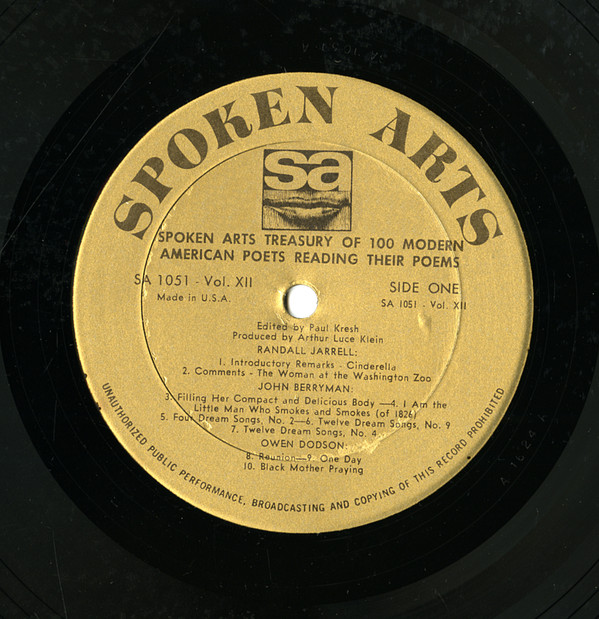 SPOKEN ARTS
sa
SPOKEN ARTS TREASURY OF 100 MODERN
AMERICAN POETS READING THEIR POEMS
SA 1051 - Vol. XII
Made in U.S.A.
SIDE ONE
SA 1051 - Vol. XII
Edited by Paul Kresh
Produced by Arthur Luce Klein
RANDALL JARRELL:
1. Introductory Remarks - Cinderella
2. Comments - The Woman at the Washington Zoo
JOHN BERRYMAN:
3. Filling Her Compact and Delicious Body—4. I Am the
Little Man Who Smokes and Smokes (of 1826)
5. Four Dream Songs, No. 2—6. Twelve Dream Songs, No. 9
7. Twelve Dream Songs, No. 4
OWEN DODSON:
8. Reunion—9. One Day
10. Black Mother Praying
UNAUTHORIZED PUBLIC PERFORMANCE, BROADCASTING AND COPYING OF THIS RECORD PROHIBITED